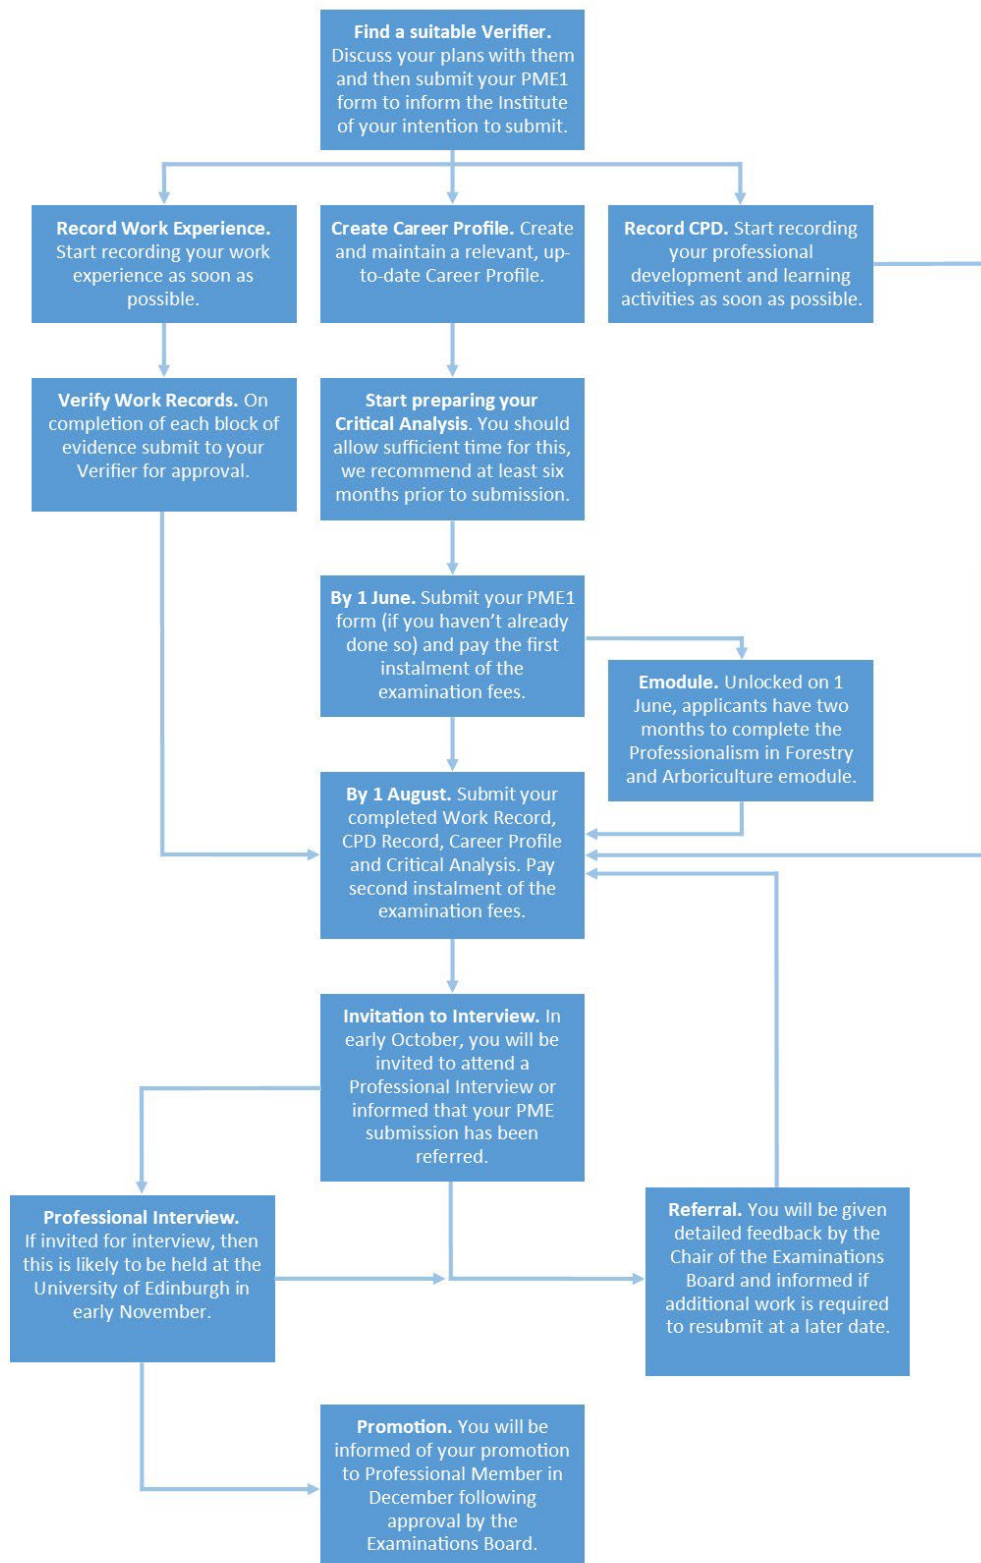 Find a suitable Verifier.
Discuss your plans with them
and then submit your PME1
form to inform the Institute
of your intention to submit.
Record Work Experience.
Start recording your work
experience as soon as
possible.
Create Career Profile. Create
and maintain a relevant, up-
to-date Career Profile.
Record CPD. Start recording
your professional
development and learning
activities as soon as possible.
Verify Work Records. On
completion of each block of
evidence submit to your
Verifier for approval.
Start preparing your
Critical Analysis. You should
allow sufficient time for this,
we recommend at least six
months prior to submission.
By 1 June. Submit your PME1
form (if you haven't already
done so) and pay the first
instalment of the
examination fees.
Emodule. Unlocked on 1
June, applicants have two
months to complete the
Professionalism in Forestry
and Arboriculture emodule.
By 1 August. Submit your
completed Work Record,
CPD Record, Career Profile
and Critical Analysis. Pay
second instalment of the
examination fees.
Invitation to Interview. In
early October, you will be
invited to attend a
Professional Interview or
informed that your PME
submission has been
referred.
Professional Interview.
If invited for interview, then
this is likely to be held at the
University of Edinburgh in
early November.
Referral. You will be given
detailed feedback by the
Chair of the Examinations
Board and informed if
additional work is required
to resubmit at a later date.
Promotion. You will be
informed of your promotion
to Professional Member in
December following
approval by the
Examinations Board.